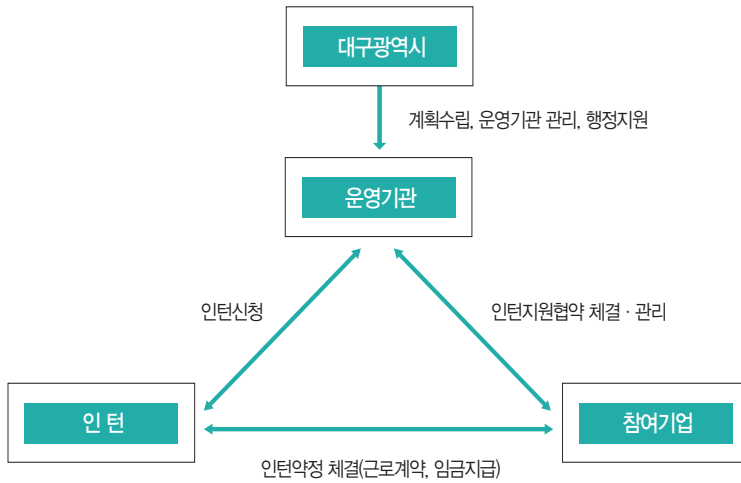 대구광역시
계획수립, 운영기관 관리, 행정지원
운영기관
인턴신청
인턴지원협약 체결 · 관리
인 턴
참여기업
인턴약정 체결(근로계약, 임금지급)